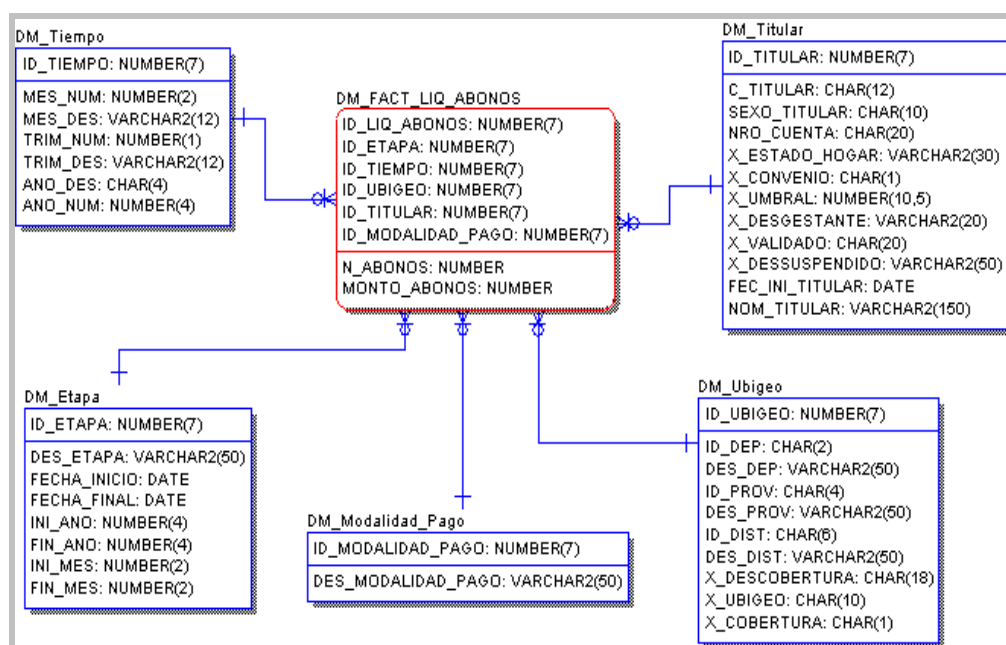 DM_Tiempo
ID_TIEMPO: NUMBER(7)
MES_NUM: NUMBER(2)
MES_DES: VARCHAR2(12)
TRIM_NUM: NUMBER(1)
TRIM_DES: VARCHAR2(12)
ANO_DES: CHAR(4)
ANO_NUM: NUMBER(4)
DM_FACT_LIQ_ABONOS
ID_LIQ_ABONOS: NUMBER(7)
ID_ETAPA: NUMBER(7)
ID_TIEMPO: NUMBER(7)
ID_UBIGEO: NUMBER(7)
ID_TITULAR: NUMBER(7)
ID_MODALIDAD_PAGO: NUMBER(7)
N_ABONOS: NUMBER
MONTO_ABONOS: NUMBER
DM_Titular
ID_TITULAR: NUMBER(7)
C_TITULAR: CHAR(12)
SEXO_TITULAR: CHAR(10)
NRO_CUENTA: CHAR(20)
X_ESTADO_HOGAR: VARCHAR2(30)
X_CONVENIO: CHAR(1)
X_UMBRAL: NUMBER(10,5)
X_DESGESTANTE: VARCHAR2(20)
X_VALIDADO: CHAR(20)
X_DESSUSPENDIDO: VARCHAR2(50)
FEC_INI_TITULAR: DATE
NOM_TITULAR: VARCHAR2(150)
DM_Etapa
ID_ETAPA: NUMBER(7)
DES_ETAPA: VARCHAR2(50)
FECHA_INICIO: DATE
FECHA_FINAL: DATE
INI_ANO: NUMBER(4)
FIN_ANO: NUMBER(4)
INI_MES: NUMBER(2)
FIN_MES: NUMBER(2)
DM_Modalidad_Pago
ID_MODALIDAD_PAGO: NUMBER(7)
DES_MODALIDAD_PAGO: VARCHAR2(50)
DM_Ubigeo
ID_UBIGEO: NUMBER(7)
ID_DEP: CHAR(2)
DES_DEP: VARCHAR2(50)
ID_PROV: CHAR(4)
DES_PROV: VARCHAR2(50)
ID_DIST: CHAR(6)
DES_DIST: VARCHAR2(50)
X_DESCOBERTURA: CHAR(18)
X_UBIGEO: CHAR(10)
X_COBERTURA: CHAR(1)